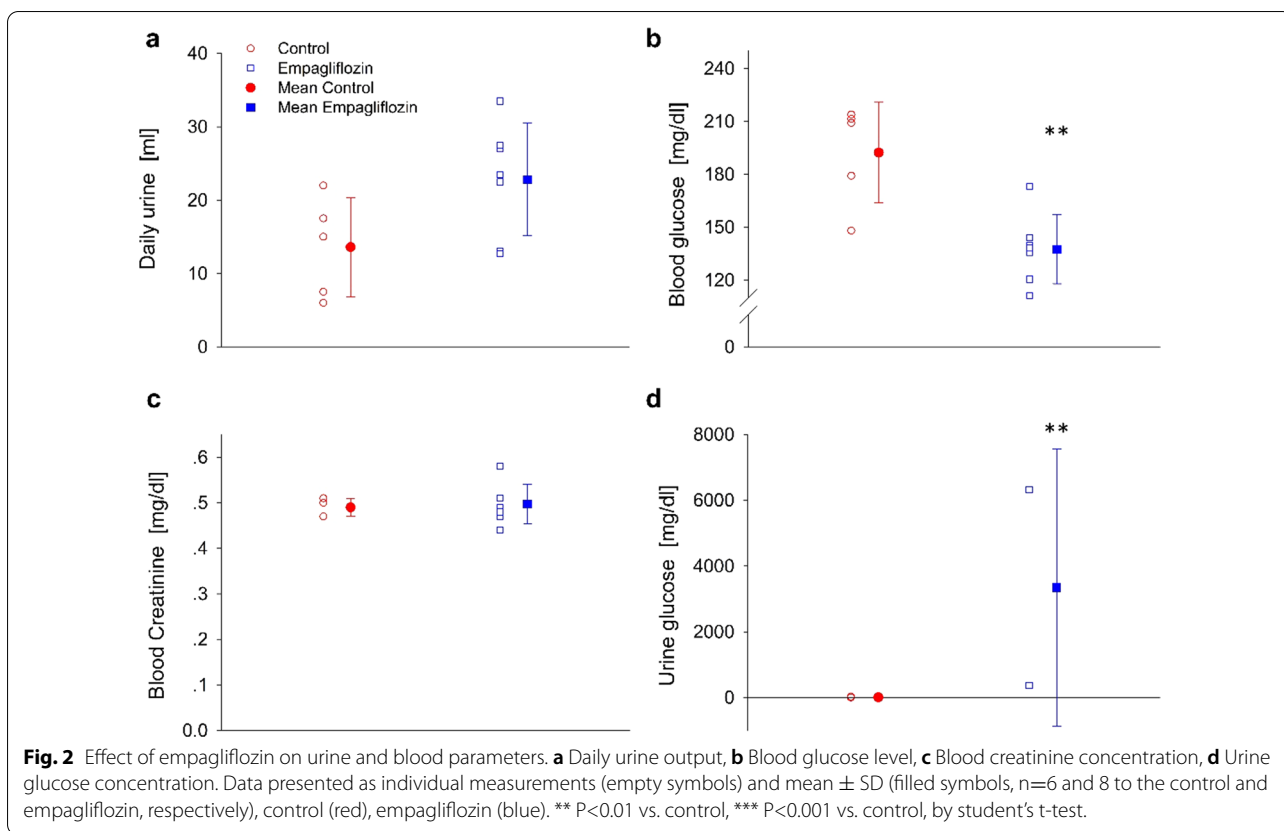 a
Control
Empagliflozin
Mean Control
Mean Empagliflozin
Daily urine [ml]
40
30
20
10
0
b
Blood glucose [mg/dl]
240
210
180
150
120
0
**
c
Blood Creatinine [mg/dl]
.6
.5
.4
.3
.2
.1
0.0
d
Urine glucose [mg/dl]
8000
6000
4000
2000
0
**
Fig. 2 Effect of empagliflozin on urine and blood parameters. a Daily urine output, b Blood glucose level, c Blood creatinine concentration, d Urine
glucose concentration. Data presented as individual measurements (empty symbols) and mean ± SD (filled symbols, n=6 and 8 to the control and
empagliflozin, respectively), control (red), empagliflozin (blue). ** P<0.01 vs. control, *** P<0.001 vs. control, by student's t-test.